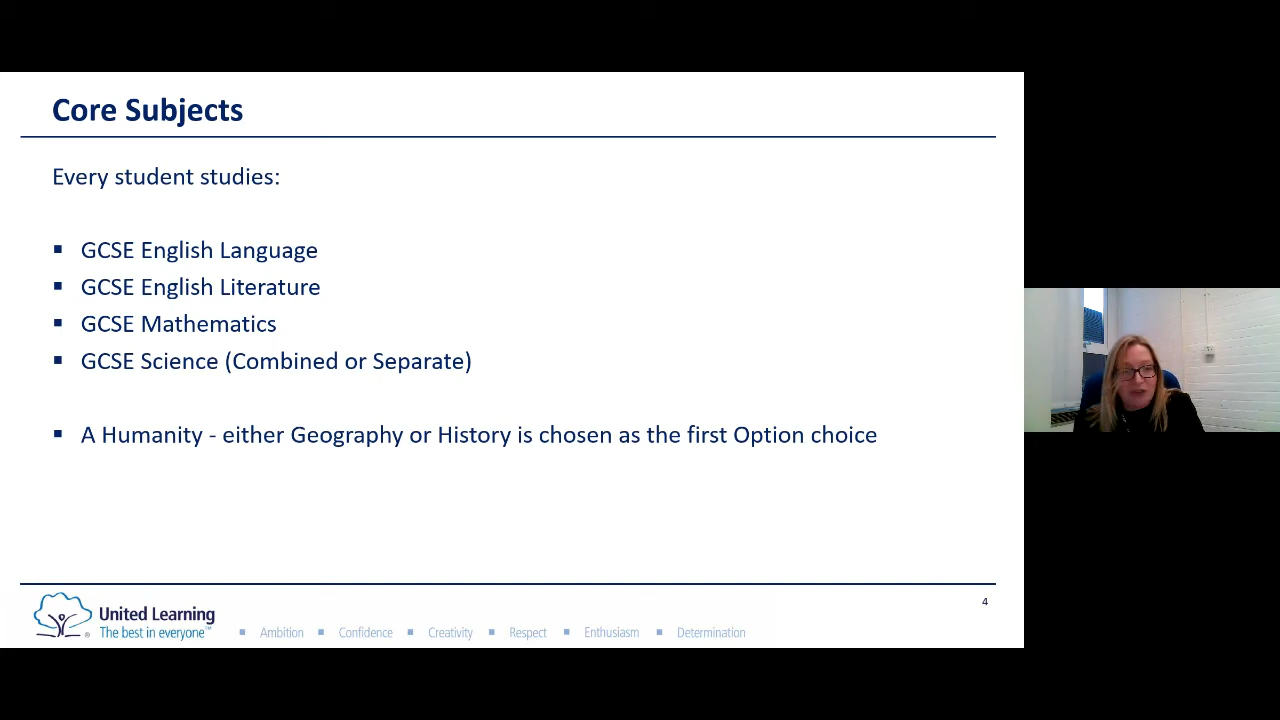 Core Subjects
Every student studies:
▪ GCSE English Language
▪ GCSE English Literature
▪ GCSE Mathematics
▪ GCSE Science (Combined or Separate)
▪ A Humanity - either Geography or History is chosen as the first Option choice
4
United Learning
The best in everyone™
▪ Ambition ▪ Confidence ▪ Creativity ▪ Respect ▪ Enthusiasm ▪ Determination